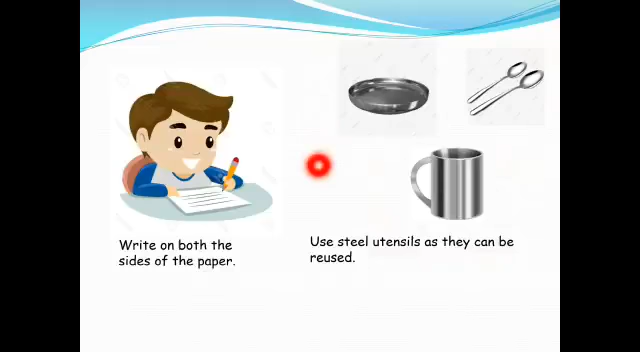 Write on both the
sides of the paper.
Use steel utensils as they can be
reused.